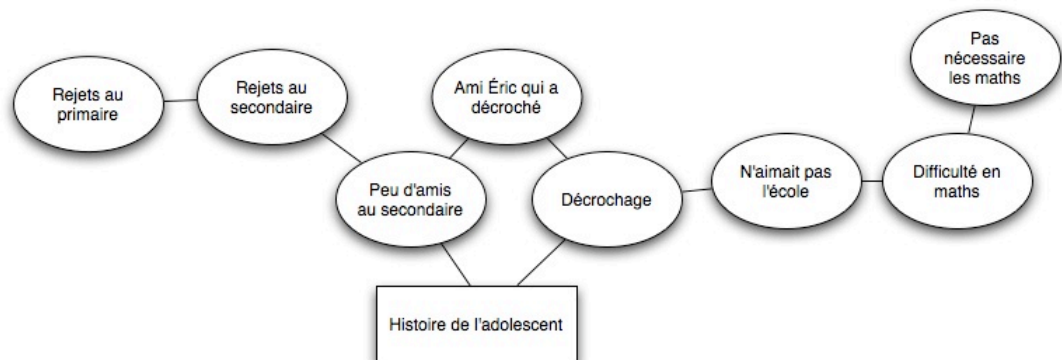 Pas
nécessaire
les maths
Rejets au
primaire
Rejets au
secondaire
Ami Éric qui a
décroché
Peu d'amis
au secondaire
Décrochage
N'aimait pas
l'école
Difficulté en
maths
Histoire de l'adolescent